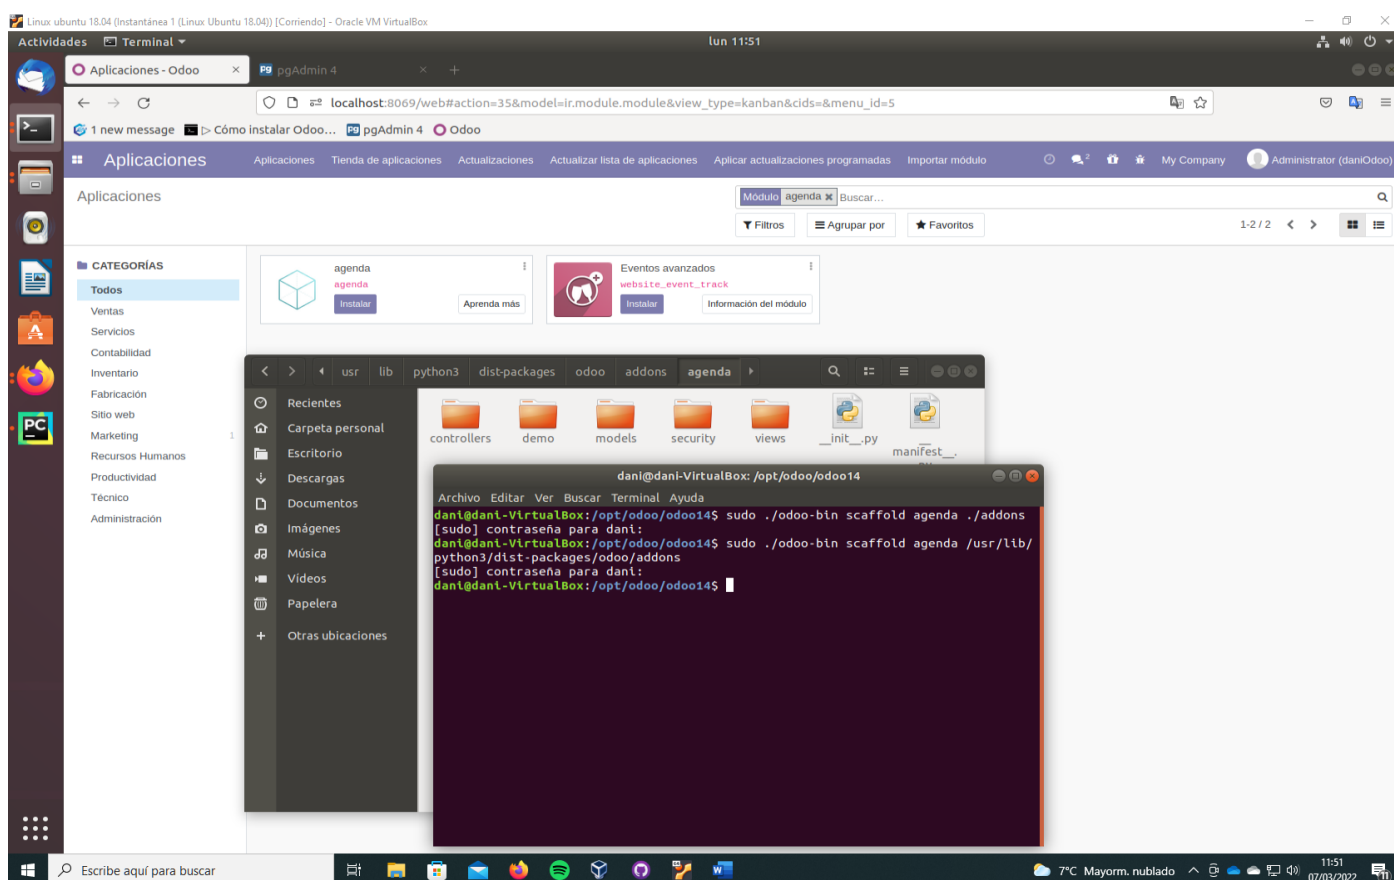 Linux ubuntu 18.04 (Instantánea 1 (Linux Ubuntu 18.04)) [Corriendo] - Oracle VM VirtualBox
Actividades Terminal lun 11:51
Aplicaciones - Odoo × pgAdmin 4 × +
localhost:8069/web#action=35&model=ir.module.module&view_type=kanban&cids=&menu_id=5
1 new message Cómo instalar Odoo... pgAdmin 4 Odoo
Aplicaciones Aplicaciones Tienda de aplicaciones Actualizaciones Actualizar lista de aplicaciones Aplicar actualizaciones programadas Importar módulo 2 My Company Administrator (daniOdoo)
Aplicaciones Módulo agenda Buscar...
Filtros Agrupar por Favoritos 1-2 / 2
CATEGORÍAS
Todos
Ventas
Servicios
Contabilidad
Inventario
Fabricación
Sitio web
Marketing 1
Recursos Humanos
Productividad
Técnico
Administración
agenda
agenda
Instalar Aprenda más
Eventos avanzados
website_event_track
Instalar Información del módulo
usr lib python3 dist-packages odoo addons agenda
Recientes
Carpeta personal
Escritorio
Descargas
Documentos
Imágenes
Música
Vídeos
Papelera
+ Otras ubicaciones
controllers demo models security views __init__.py __manifest__.
dani@dani-VirtualBox: /opt/odoo/odoo14
Archivo Editar Ver Buscar Terminal Ayuda
dani@dani-VirtualBox:/opt/odoo/odoo14$ sudo ./odoo-bin scaffold agenda ./addons
[sudo] contraseña para dani:
dani@dani-VirtualBox:/opt/odoo/odoo14$ sudo ./odoo-bin scaffold agenda /usr/lib/
python3/dist-packages/odoo/addons
[sudo] contraseña para dani:
dani@dani-VirtualBox:/opt/odoo/odoo14$
Escribe aquí para buscar 7°C Mayorm. nublado 11:51
07/03/2022